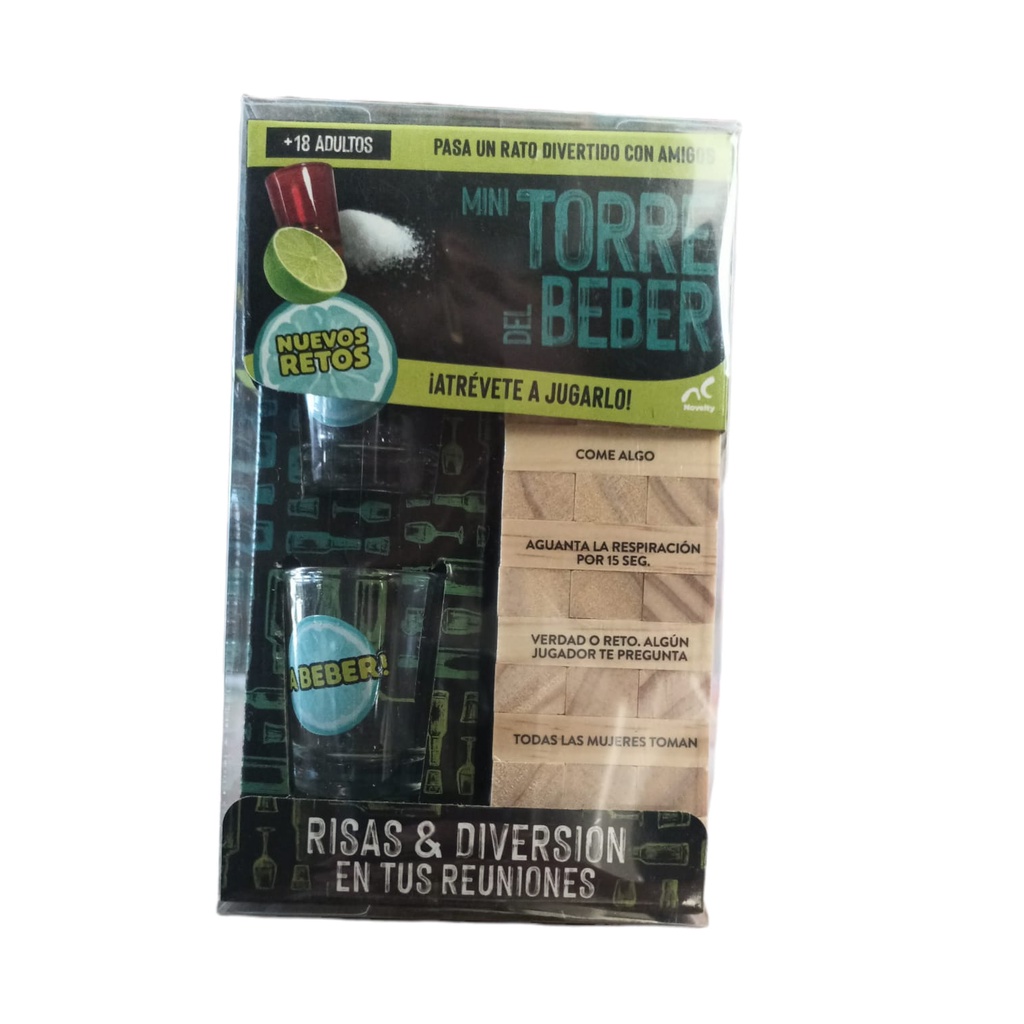 +18 ADULTOS
PASA UN RATO DIVERTIDO CON AMIGOS
MINI
TORRE
DEL
BEBER
NUEVOS
RETOS
¡ATRÉVETE A JUGARLO!
Novelty
COME ALGO
AGUANTA LA RESPIRACIÓN
POR 15 SEG.
VERDAD O RETO. ALGÚN
JUGADOR TE PREGUNTA
A BEBER!
TODAS LAS MUJERES TOMAN
RISAS & DIVERSIÓN
EN TUS REUNIONES